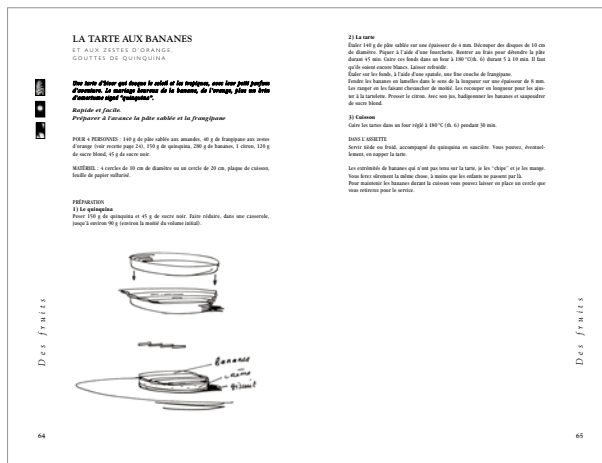 LA TARTE AUX BANANES
ET AUX ZESTES D'ORANGE,
GOUTTES DE QUINQUINA
Une tarte d'hiver qui évoque le soleil et les tropiques, avec leur petit parfum
d'aventure. Le mariage heureux de la banane, de l'orange, plus un brin
d'amertume signé "quinquina".
Rapide et facile.
Préparer à l'avance la pâte sablée et la frangipane
POUR 4 PERSONNES : 140 g de pâte sablée aux amandes, 40 g de frangipane aux zestes
d'orange (voir recette page 24), 150 g de quinquina, 280 g de bananes, 1 citron, 120 g
de sucre blond, 45 g de sucre noir.
MATÉRIEL : 4 cercles de 10 cm de diamètre ou un cercle de 20 cm, plaque de cuisson,
feuille de papier sulfurisé.
PRÉPARATION
1) Le quinquina
Peser 150 g de quinquina et 45 g de sucre noir. Faire réduire, dans une casserole,
jusqu'à environ 90 g (environ la moitié du volume initial).
bananes
crème
biscuit
Des fruits
64
2) La tarte
Étaler 140 g de pâte sablée sur une épaisseur de 4 mm. Découper des disques de 10 cm
de diamètre. Piquer à l'aide d'une fourchette. Rentrer au frais pour détendre la pâte
durant 45 min. Cuire ces fonds dans un four à 180°C(th. 6) durant 5 à 10 min. Il faut
qu'ils soient encore blancs. Laisser refroidir.
Étaler sur les fonds, à l'aide d'une spatule, une fine couche de frangipane.
Fendre les bananes en lamelles dans le sens de la longueur sur une épaisseur de 8 mm.
Les ranger en les faisant chevaucher de moitié. Les recouper en longueur pour les ajus-
ter à la tartelette. Presser le citron. Avec son jus, badigeonner les bananes et saupoudrer
de sucre blond.
3) Cuisson
Cuire les tartes dans un four réglé à 180°C (th. 6) pendant 30 min.
DANS L'ASSIETTE
Servir tiède ou froid, accompagné du quinquina en saucière. Vous pouvez, éventuel-
lement, en napper la tarte.
Les extrémités de bananes qui n'ont pas tenu sur la tarte, je les "chipe" et je les mange.
Vous ferez sûrement la même chose, à moins que les enfants ne passent par là.
Pour maintenir les bananes durant la cuisson vous pouvez laisser en place un cercle que
vous retirerez pour le service.
Des fruits
65